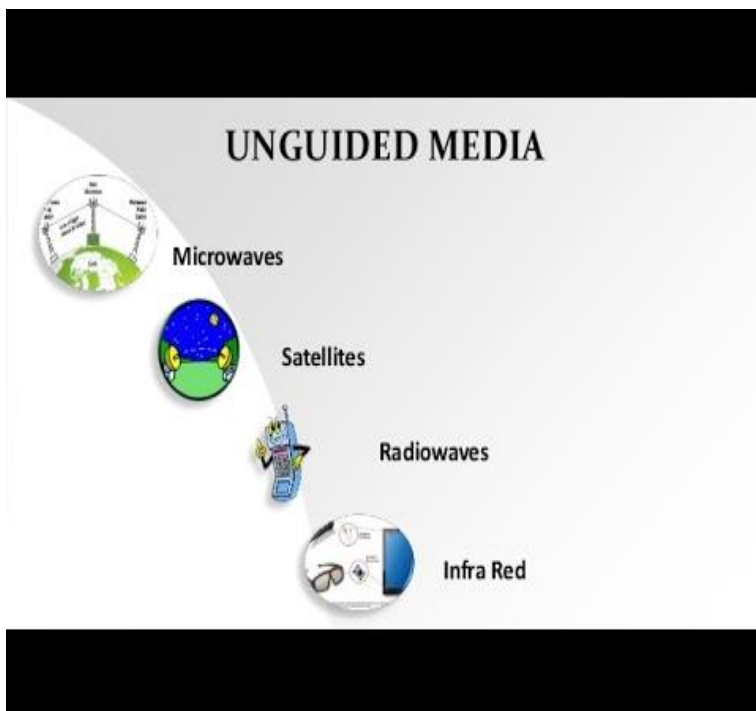 UNGUIDED MEDIA
Microwaves
Satellites
Radiowaves
Infra Red